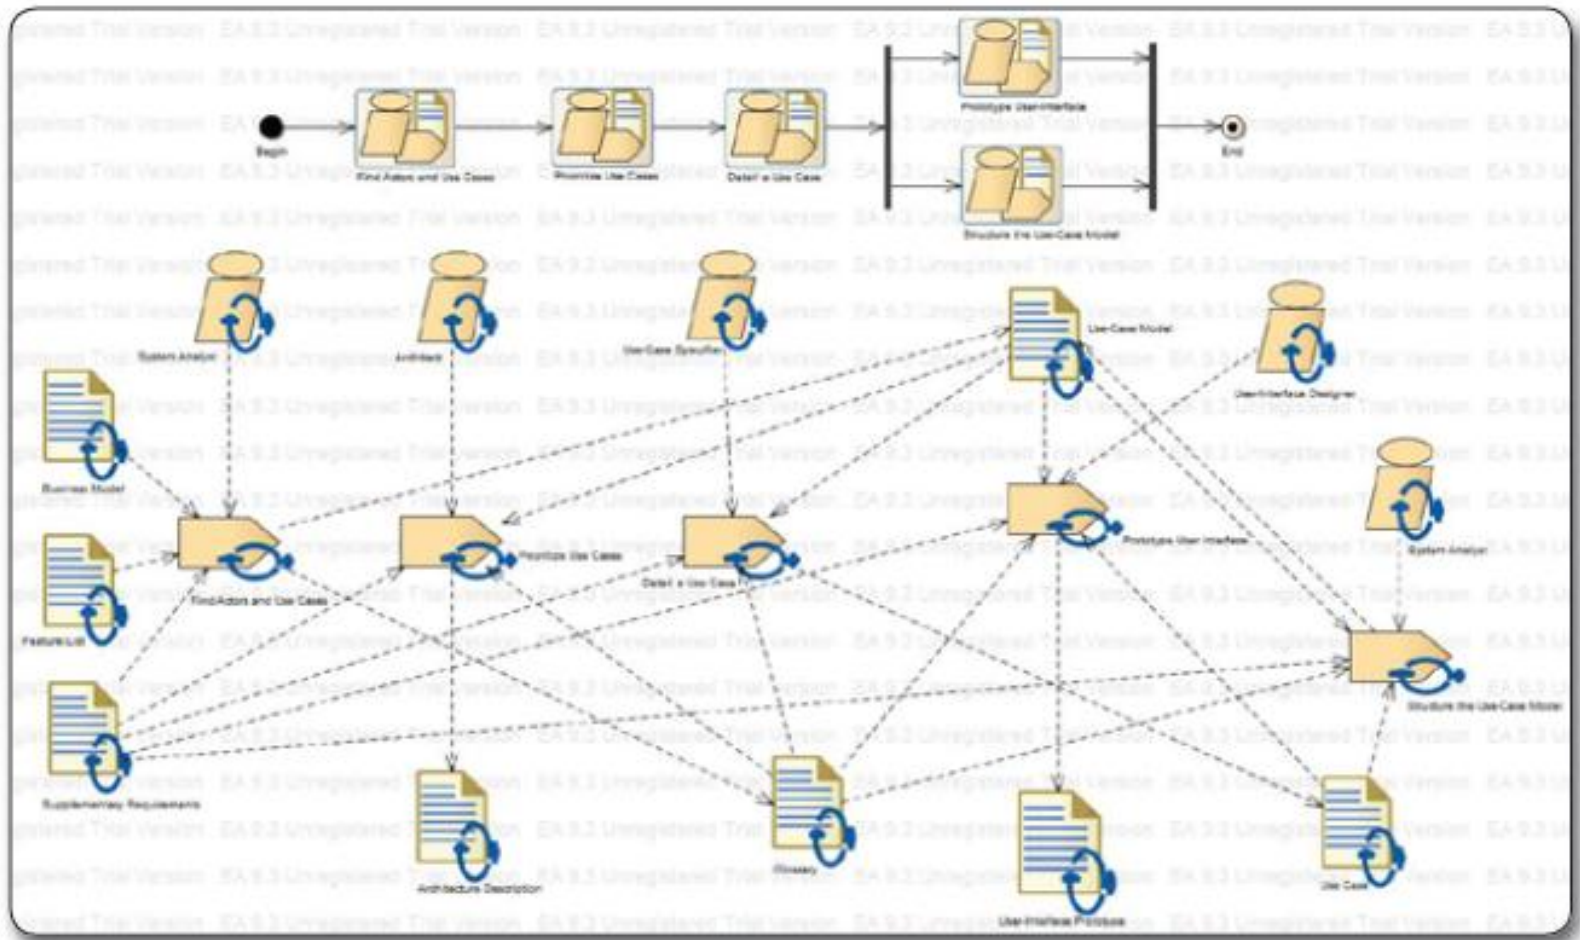 Prototype User-Interface
Begin
End
Find Actors and Use Cases
Prioritize Use Cases
Detail a Use Case
Structure the Use-Case Model
System Analyst
Architect
Use-Case Specifier
Use-Case Model
User-Interface Designer
Business Model
Prioritize Use Cases
Prototype User Interface
System Analyst
Detail a Use Case
Find Actors and Use Cases
Feature List
Structure the Use-Case Model
Supplementary Requirements
Architecture Description
Glossary
Use Case
User-Interface Prototype
EA 9.3 Unregistered Trial Version